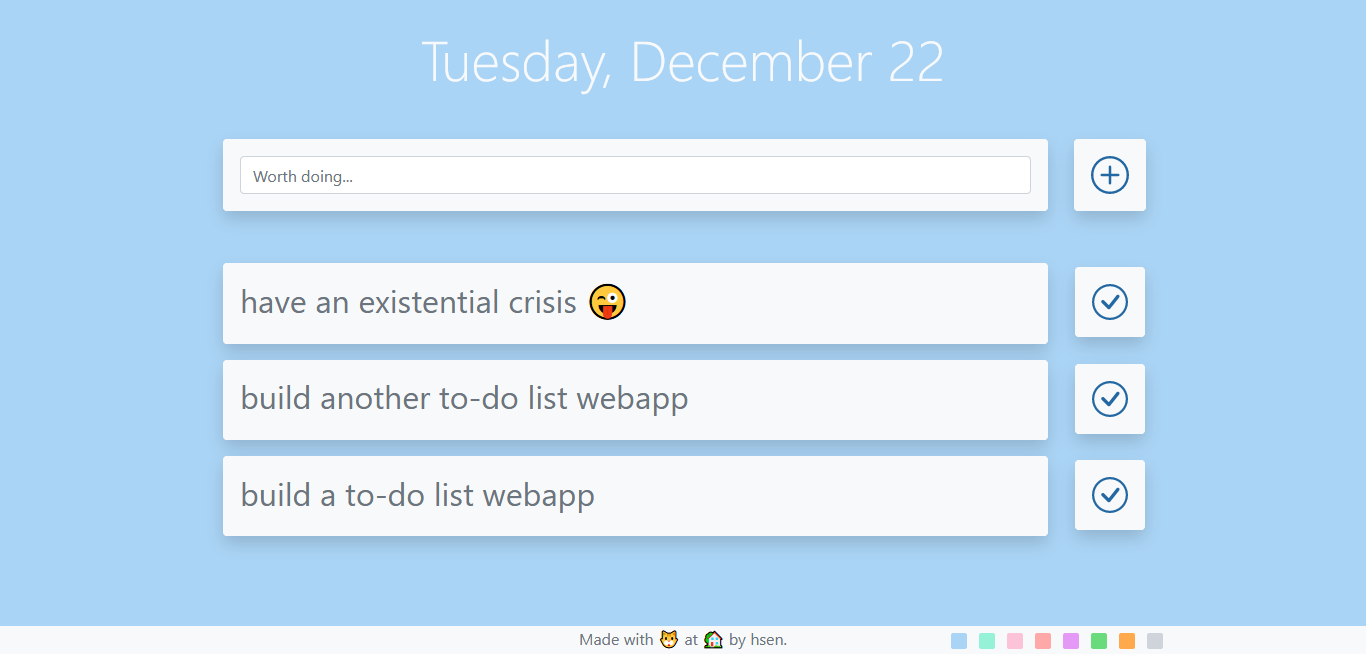 Tuesday, December 22
Worth doing...
have an existential crisis 😜
build another to-do list webapp
build a to-do list webapp
Made with 🐱 at 🏡 by hsen.